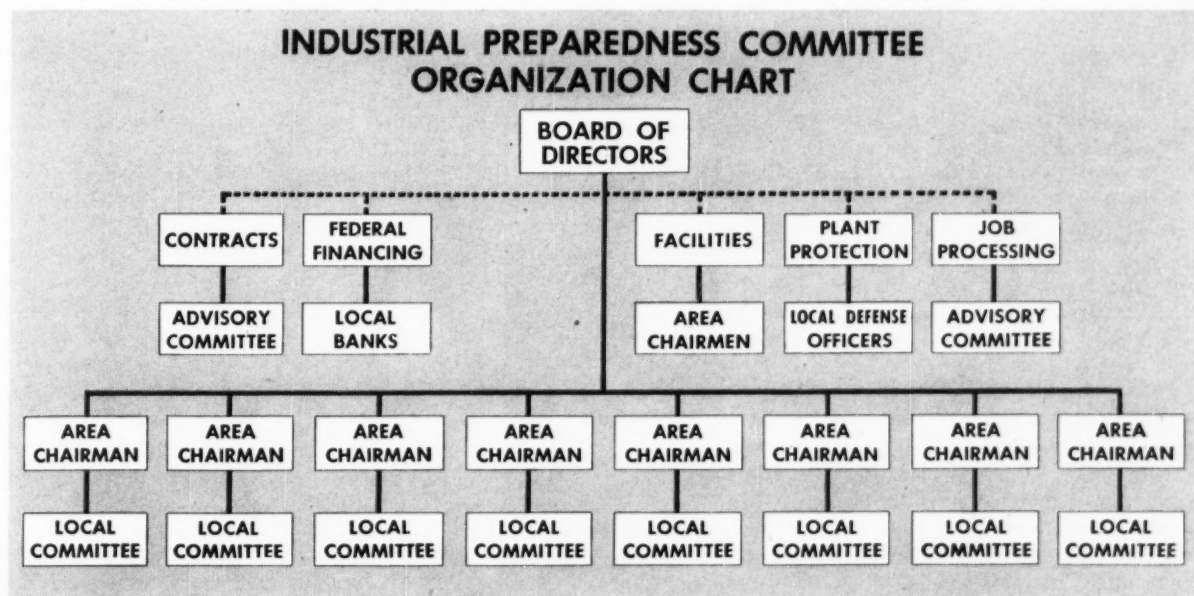 INDUSTRIAL PREPAREDNESS COMMITTEE
ORGANIZATION CHART
BOARD OF
DIRECTORS
CONTRACTS
FEDERAL
FINANCING
FACILITIES
PLANT
PROTECTION
JOB
PROCESSING
ADVISORY
COMMITTEE
LOCAL
BANKS
AREA
CHAIRMEN
LOCAL DEFENSE
OFFICERS
ADVISORY
COMMITTEE
AREA
CHAIRMAN
AREA
CHAIRMAN
AREA
CHAIRMAN
AREA
CHAIRMAN
AREA
CHAIRMAN
AREA
CHAIRMAN
AREA
CHAIRMAN
AREA
CHAIRMAN
LOCAL
COMMITTEE
LOCAL
COMMITTEE
LOCAL
COMMITTEE
LOCAL
COMMITTEE
LOCAL
COMMITTEE
LOCAL
COMMITTEE
LOCAL
COMMITTEE
LOCAL
COMMITTEE